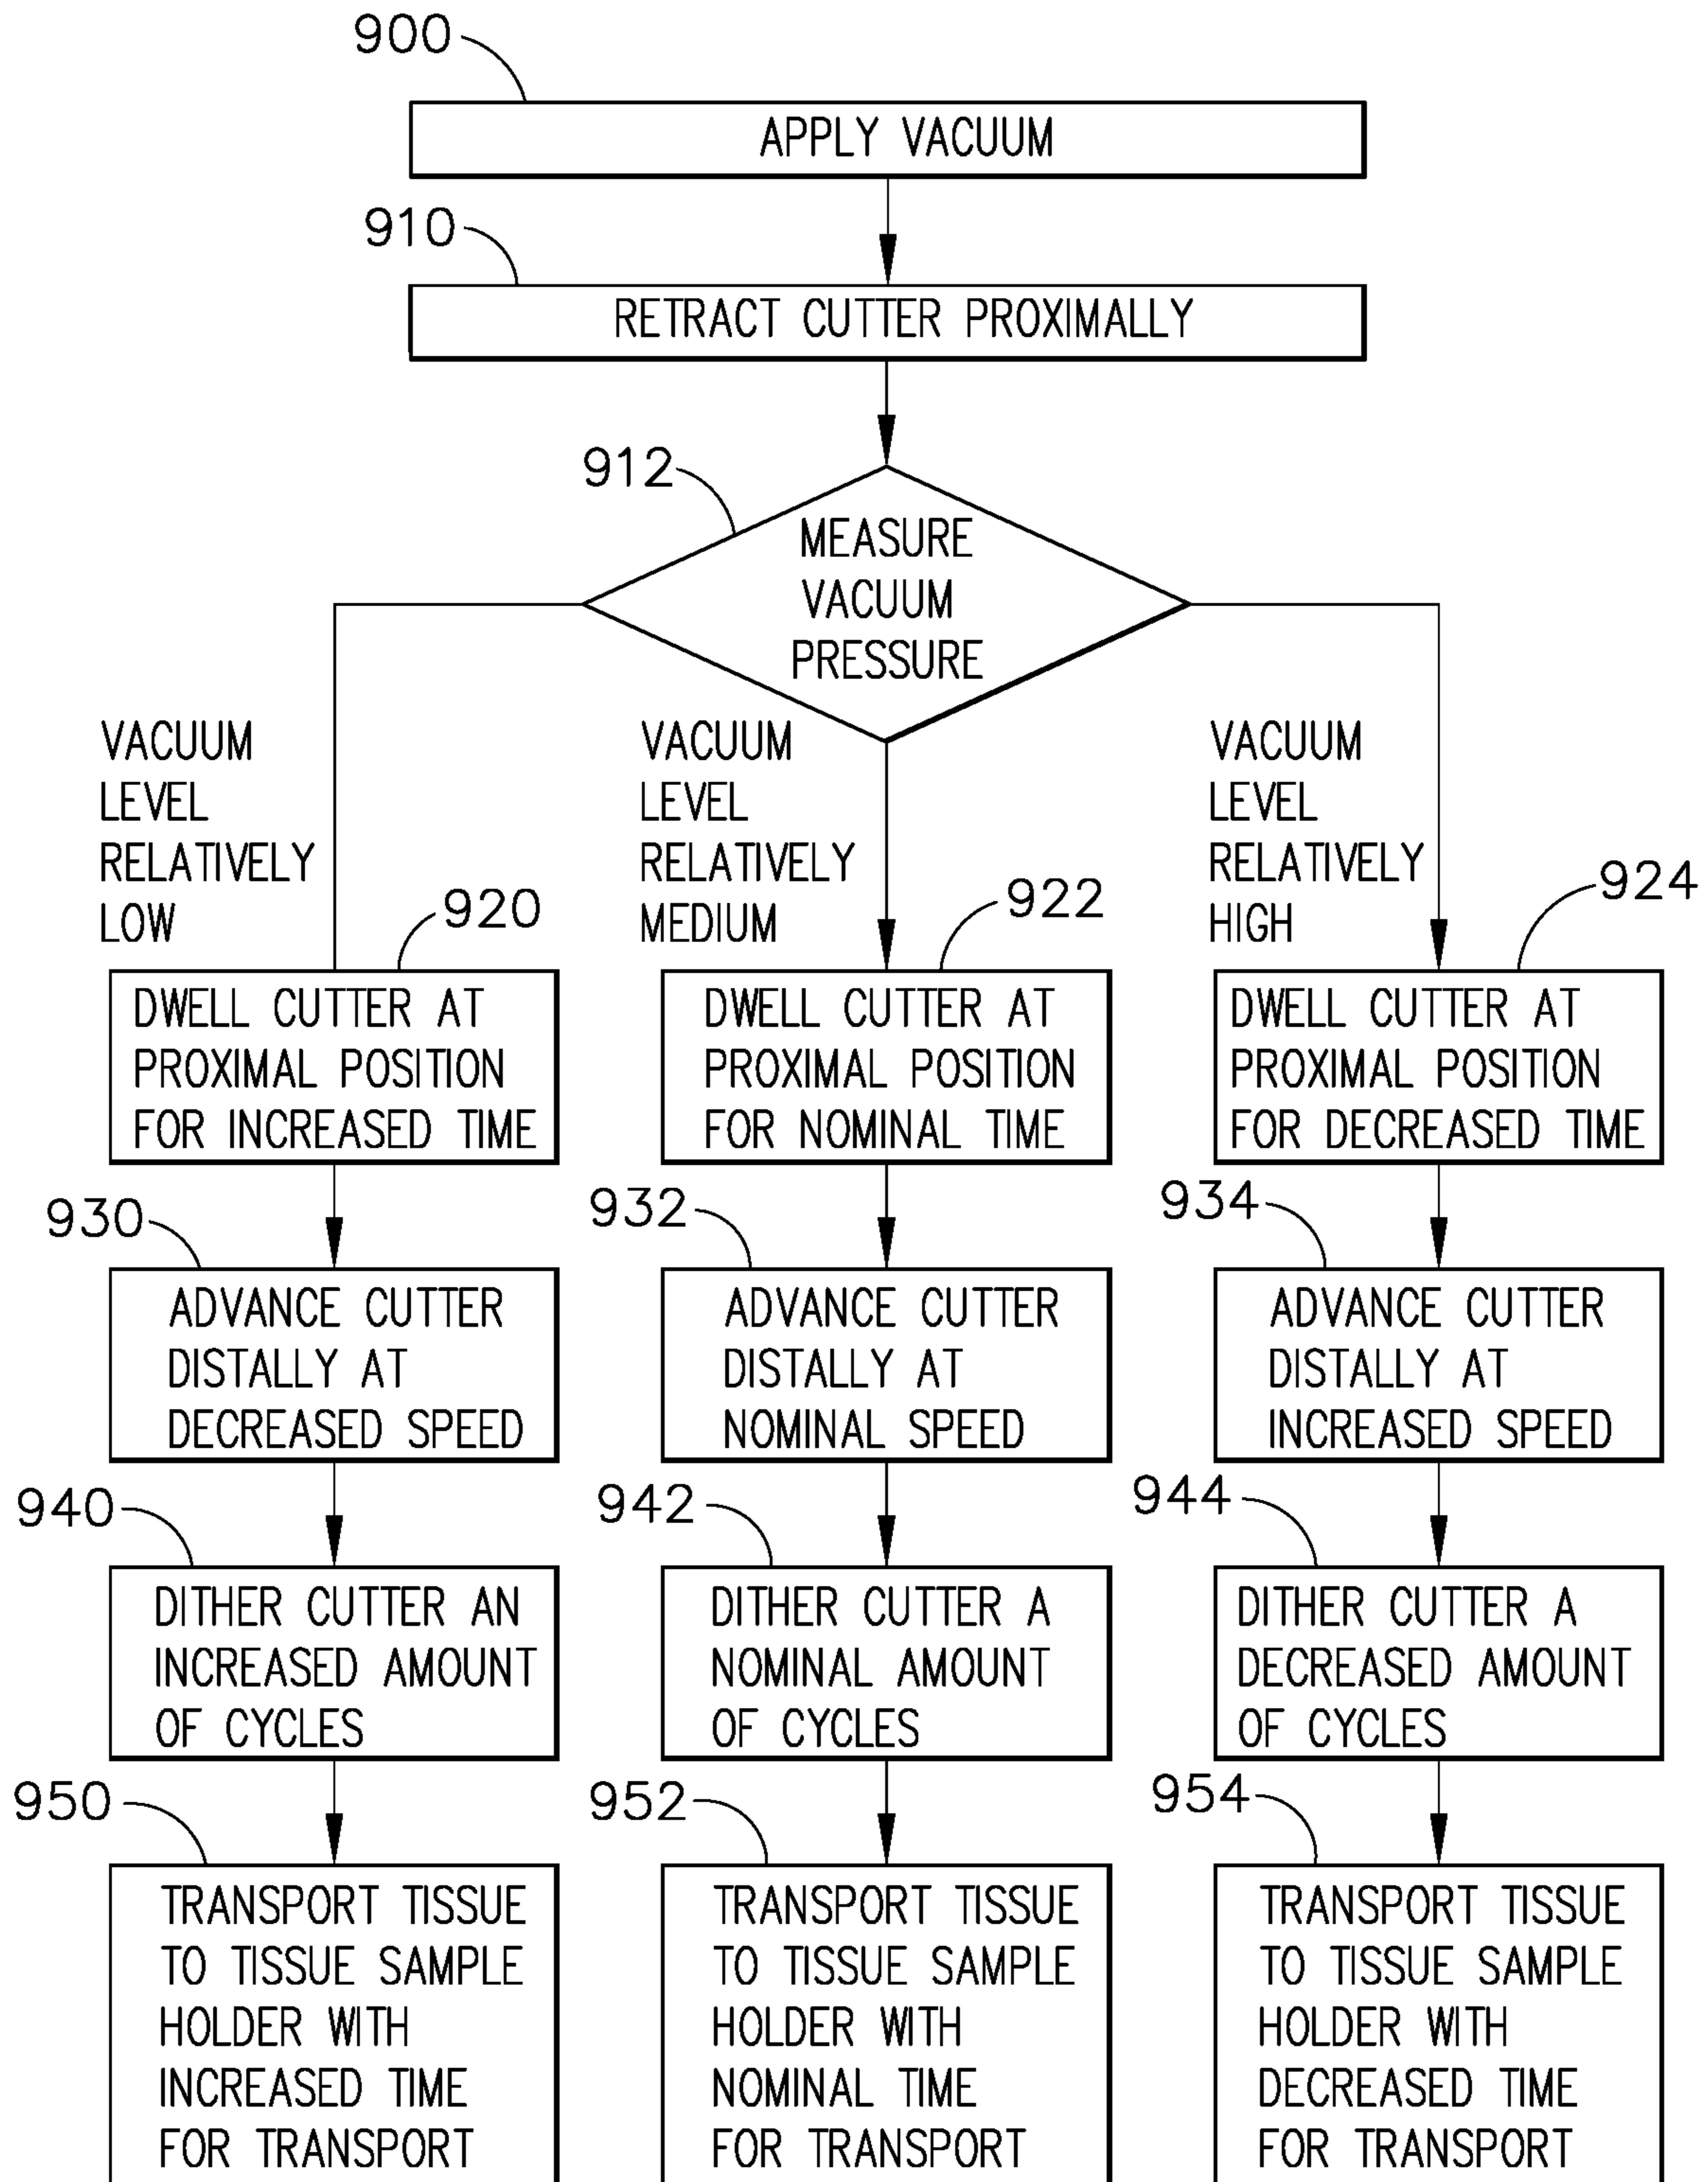 900
APPLY VACUUM
910
RETRACT CUTTER PROXIMALLY
912
MEASURE
VACUUM
PRESSURE
VACUUM
LEVEL
RELATIVELY
LOW
VACUUM
LEVEL
RELATIVELY
MEDIUM
VACUUM
LEVEL
RELATIVELY
HIGH
920
922
924
DWELL CUTTER AT
PROXIMAL POSITION
FOR INCREASED TIME
DWELL CUTTER AT
PROXIMAL POSITION
FOR NOMINAL TIME
DWELL CUTTER AT
PROXIMAL POSITION
FOR DECREASED TIME
930
932
934
ADVANCE CUTTER
DISTALLY AT
DECREASED SPEED
ADVANCE CUTTER
DISTALLY AT
NOMINAL SPEED
ADVANCE CUTTER
DISTALLY AT
INCREASED SPEED
940
942
944
DITHER CUTTER AN
INCREASED AMOUNT
OF CYCLES
DITHER CUTTER A
NOMINAL AMOUNT
OF CYCLES
DITHER CUTTER A
DECREASED AMOUNT
OF CYCLES
950
952
954
TRANSPORT TISSUE
TO TISSUE SAMPLE
HOLDER WITH
INCREASED TIME
FOR TRANSPORT
TRANSPORT TISSUE
TO TISSUE SAMPLE
HOLDER WITH
NOMINAL TIME
FOR TRANSPORT
TRANSPORT TISSUE
TO TISSUE SAMPLE
HOLDER WITH
DECREASED TIME
FOR TRANSPORT